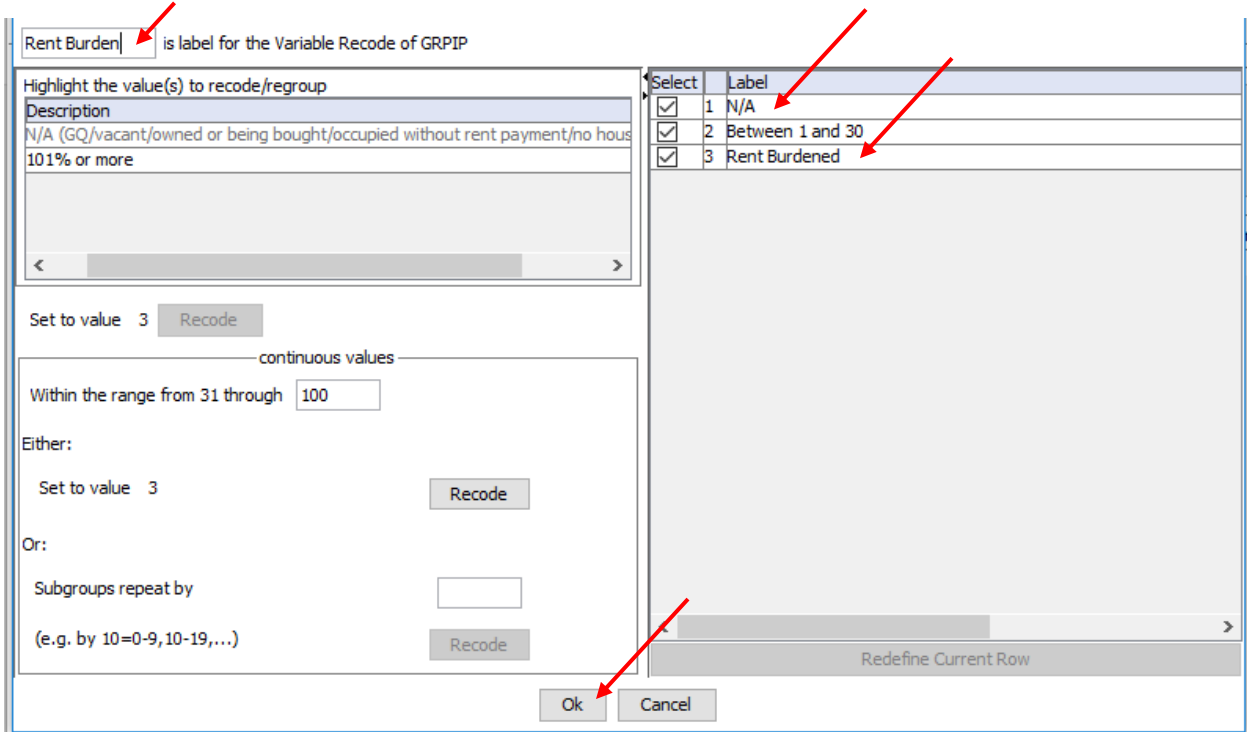 Rent Burden is label for the Variable Recode of GRPIP
Highlight the value(s) to recode/regroup
Description
N/A (GQ/vacant/owned or being bought/occupied without rent payment/no hous
101% or more
Set to value 3 Recode
continuous values
Within the range from 31 through 100
Either:
Set to value 3 Recode
Or:
Subgroups repeat by
(e.g. by 10=0-9,10-19,...) Recode
Select Label
1 N/A
2 Between 1 and 30
3 Rent Burdened
Redefine Current Row
Ok Cancel